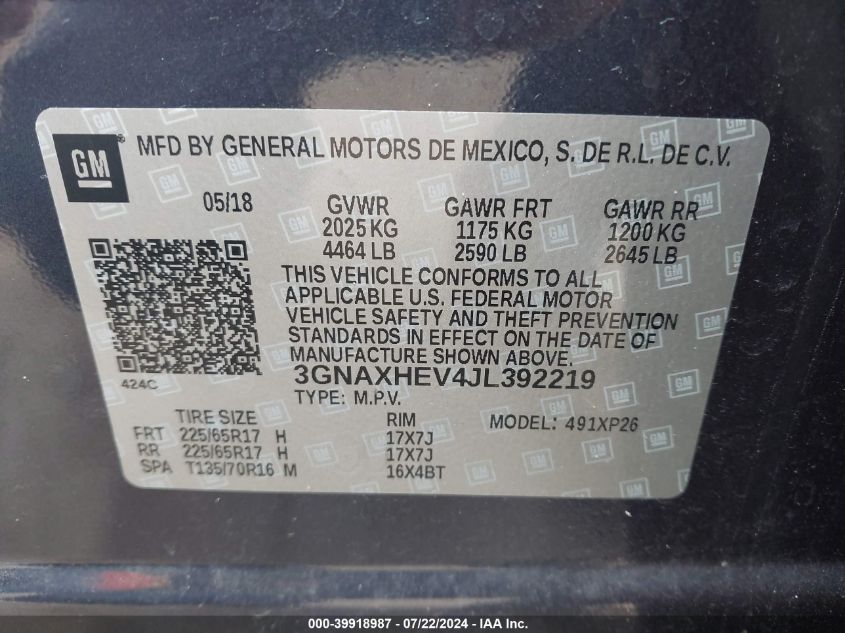 GM ® MFD BY GENERAL MOTORS DE MEXICO, S. DE R.L. DE C.V.
05/18 GVWR GAWR FRT GAWR RR
2025 KG 1175 KG 1200 KG
4464 LB 2590 LB 2645 LB
THIS VEHICLE CONFORMS TO ALL
APPLICABLE U.S. FEDERAL MOTOR
VEHICLE SAFETY AND THEFT PREVENTION
STANDARDS IN EFFECT ON THE DATE OF
MANUFACTURE SHOWN ABOVE.
424C 3GNAXHEV4JL392219
TYPE: M.P.V.
TIRE SIZE RIM MODEL: 491XP26
FRT 225/65R17 H 17X7J
RR 225/65R17 H 17X7J
SPA T135/70R16 M 16X4BT
000-39918987 - 07/22/2024 - IAA Inc.